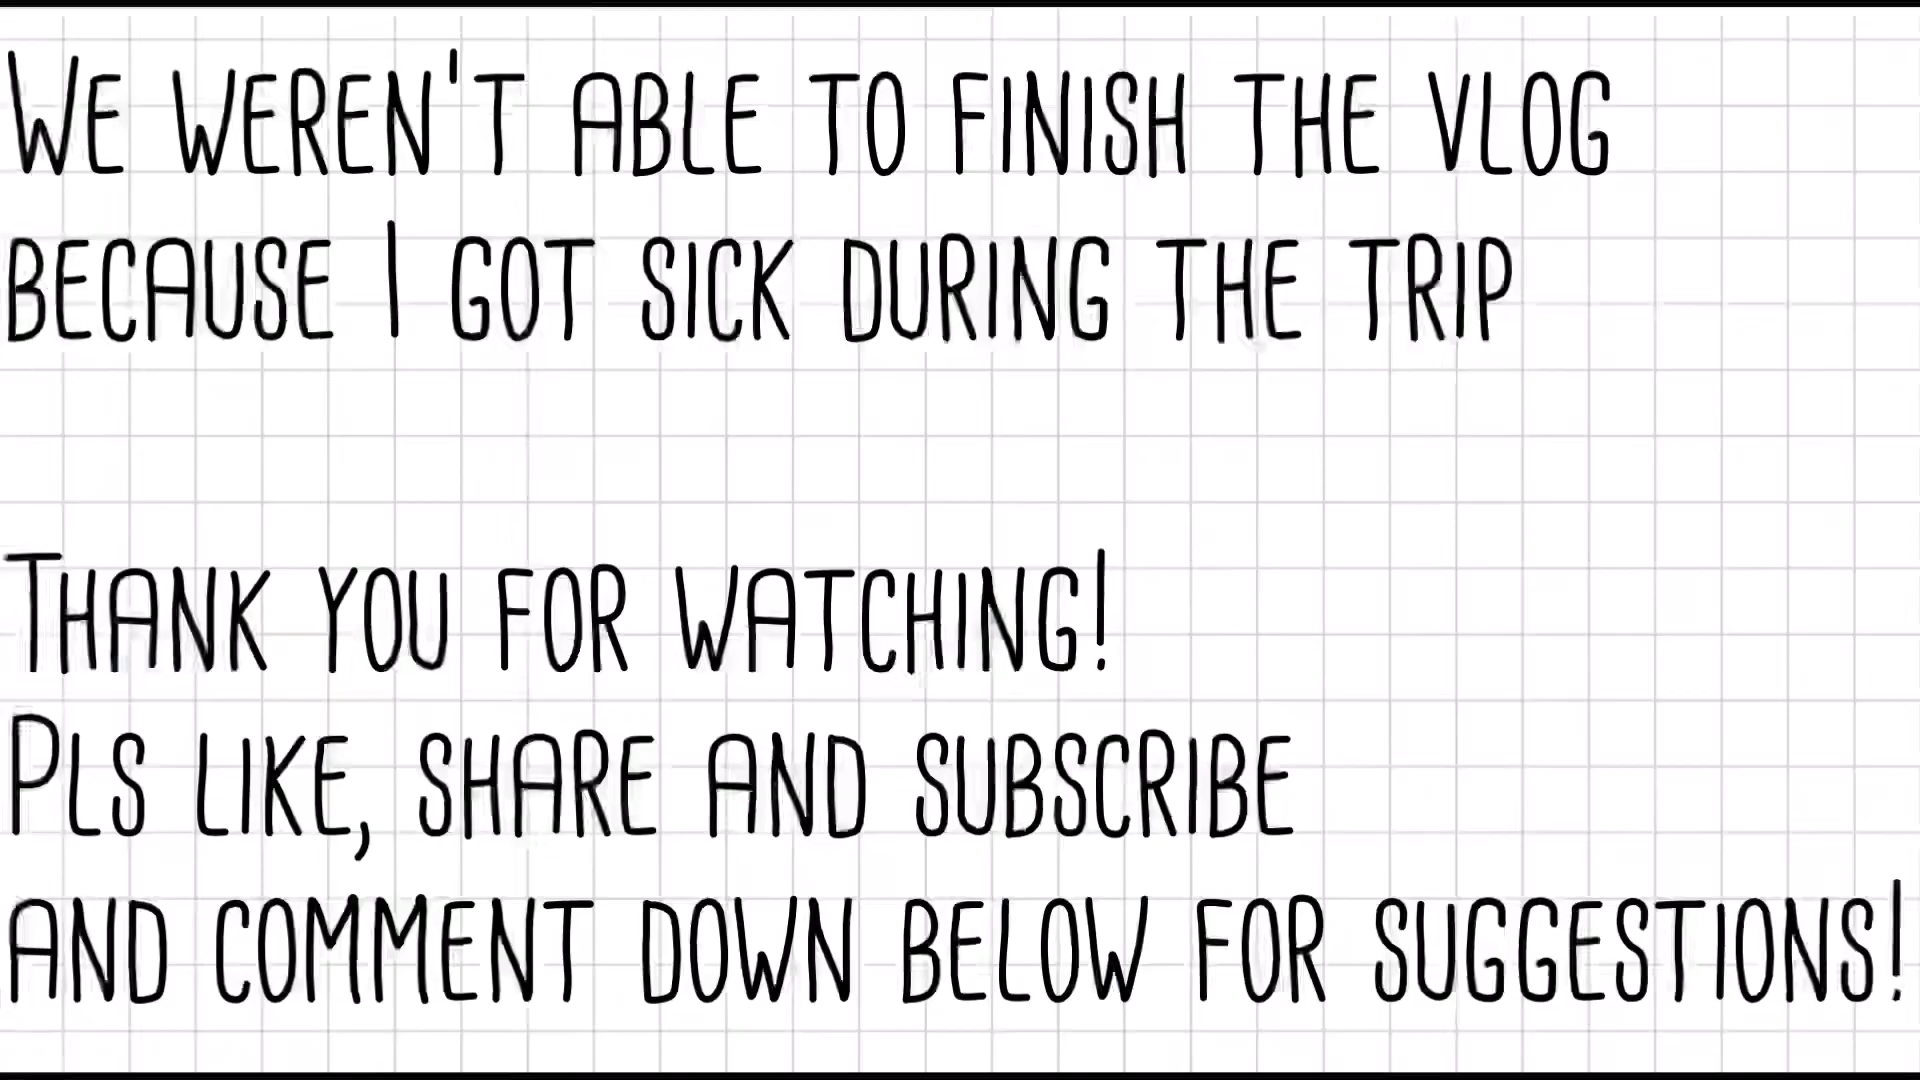 We weren't able to finish the vlog
because I got sick during the trip
Thank you for watching!
Pls like, share and subscribe
and comment down below for suggestions!